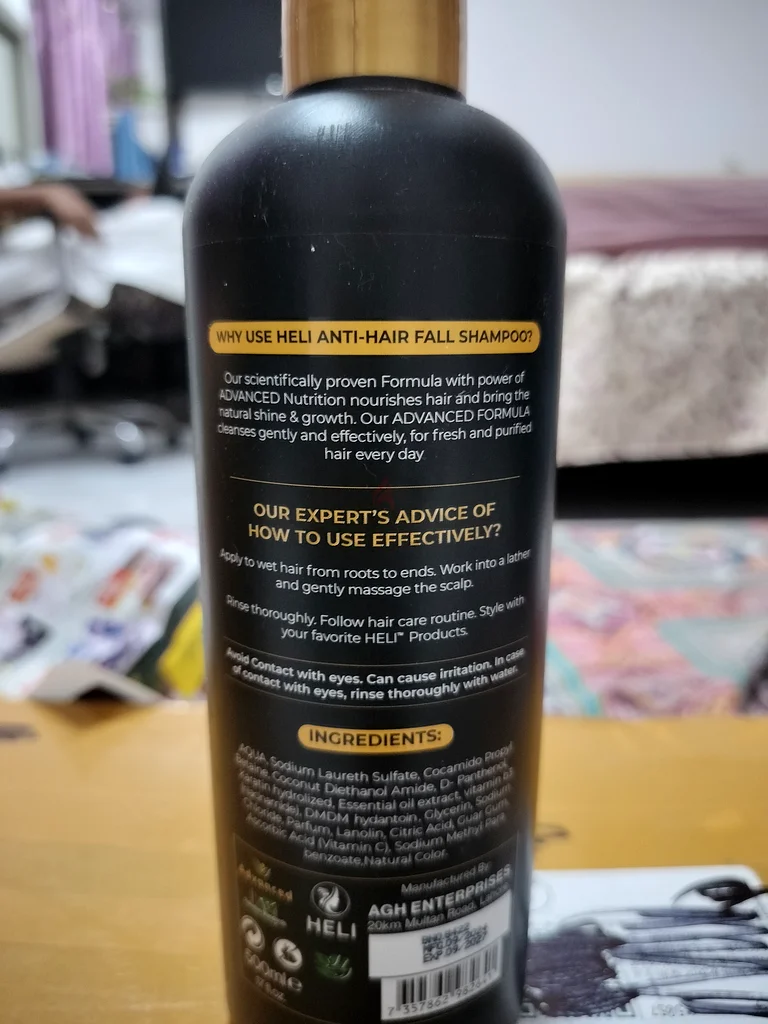 WHY USE HELI ANTI-HAIR FALL SHAMPOO?
Our scientifically proven Formula with power of
ADVANCED Nutrition nourishes hair and bring the
natural shine & growth. Our ADVANCED FORMULA
cleanses gently and effectively, for fresh and purified
hair every day
OUR EXPERT'S ADVICE OF
HOW TO USE EFFECTIVELY?
Apply to wet hair from roots to ends. Work into a lather
and gently massage the scalp.
Rinse thoroughly. Follow hair care routine. Style with
your favorite HELI™ Products.
Avoid Contact with eyes. Can cause irritation. In case
of contact with eyes, rinse thoroughly with water.
INGREDIENTS:
AQUA, Sodium Laureth Sulfate, Cocamido Propyl
Betaine, Coconut Diethanol Amide, D- Panthenol,
Keratin hydrolized, Essential oil extract, vitamin b3
(niacinamide), DMDM hydantoin, Glycerin, Sodium
Chloride, Parfum, Lanolin, Citric Acid, Guar Gum,
Ascorbic Acid (Vitamin C), Sodium Methyl Para
benzoate,Natural Color.
Advanced
HELI
500ml e
17 fl oz.
Manufactured By:
AGH ENTERPRISES
20km Multan Road, Lahore